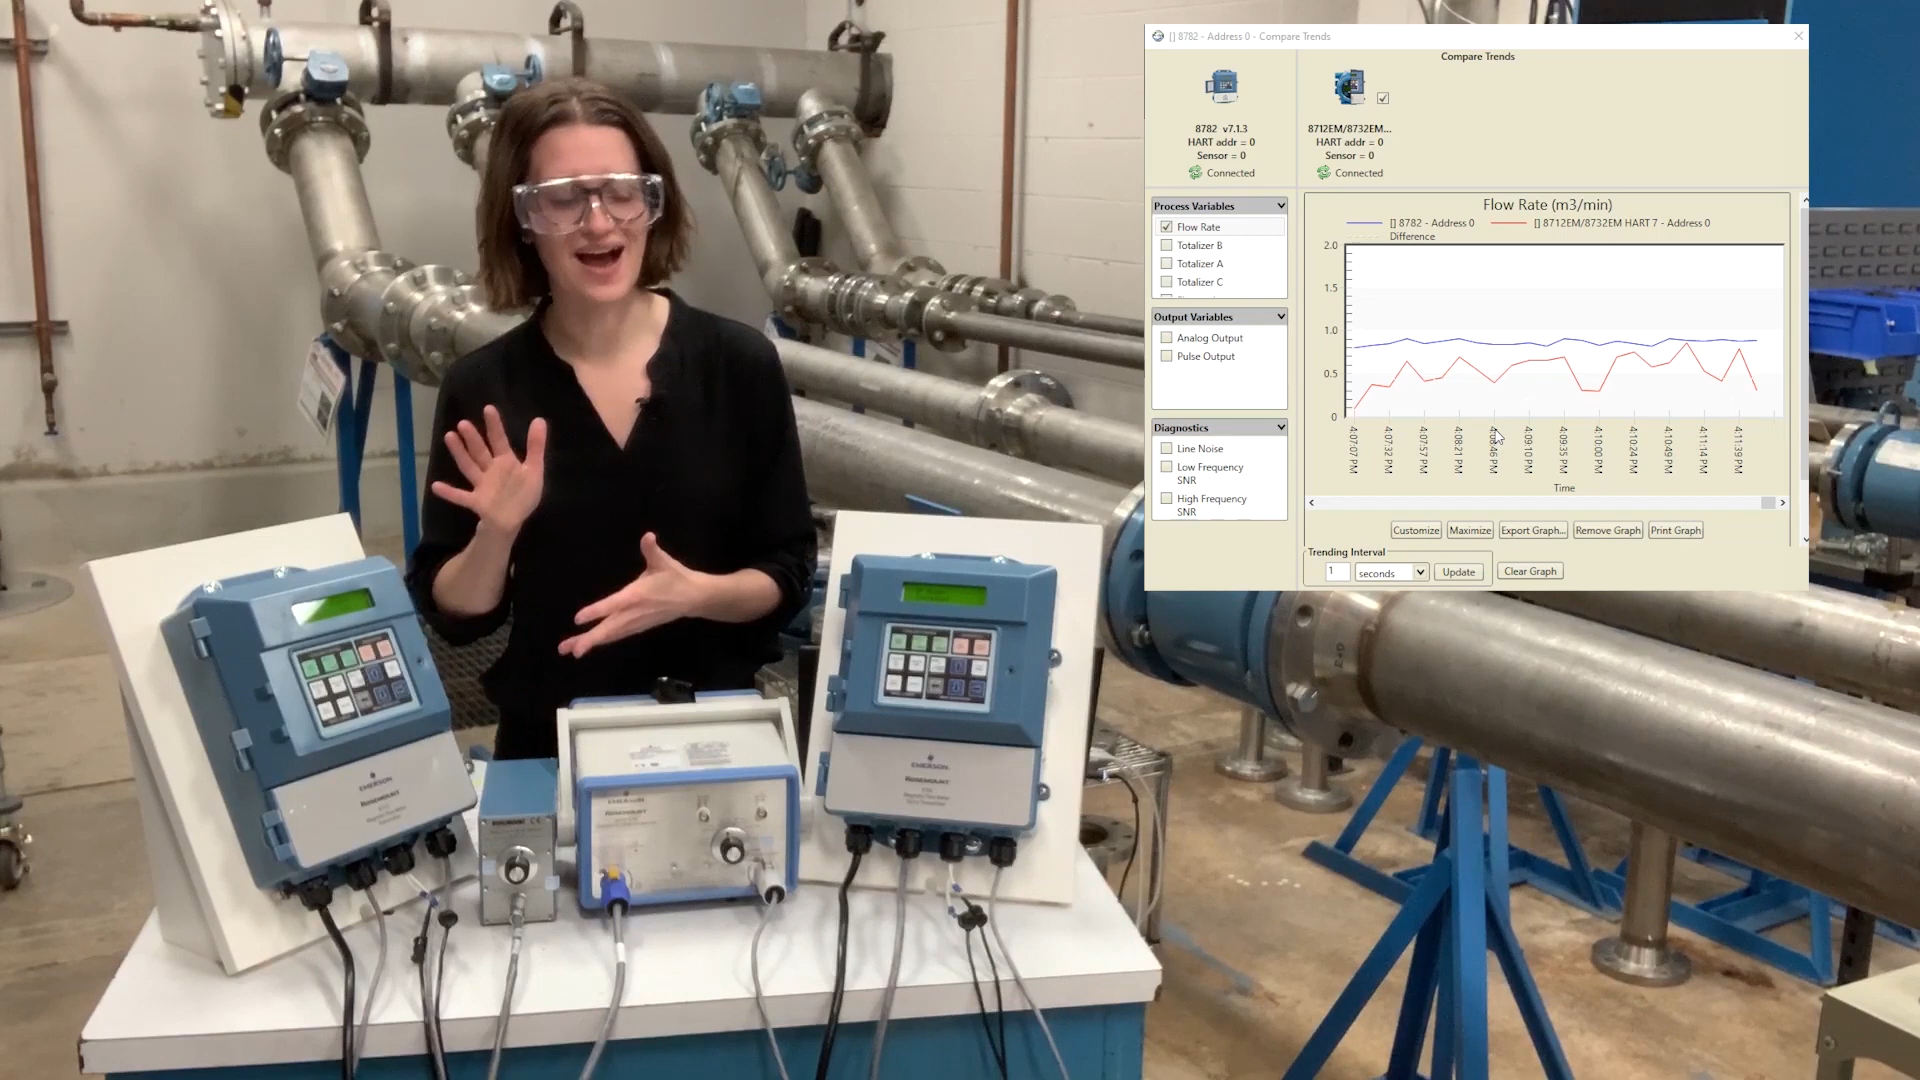 [] 8782 - Address 0 - Compare Trends
Compare Trends
8782 v7.1.3
HART addr = 0
Sensor = 0
Connected
8712EM/8732EM...
HART addr = 0
Sensor = 0
Connected
Process Variables
Flow Rate
Totalizer B
Totalizer A
Totalizer C
Output Variables
Analog Output
Pulse Output
Diagnostics
Line Noise
Low Frequency
SNR
High Frequency
SNR
Flow Rate (m3/min)
[] 8782 - Address 0
[] 8712EM/8732EM HART 7 - Address 0
Difference
2.0
1.5
1.0
0.5
0
4:07:07 PM
4:07:32 PM
4:07:57 PM
4:08:21 PM
4:08:46 PM
4:09:10 PM
4:09:35 PM
4:10:00 PM
4:10:24 PM
4:10:49 PM
4:11:14 PM
4:11:39 PM
Time
Customize
Maximize
Export Graph...
Remove Graph
Print Graph
Trending Interval
1
seconds
Update
Clear Graph
EMERSON
ROSEMOUNT
EMERSON
ROSEMOUNT
EMERSON
ROSEMOUNT